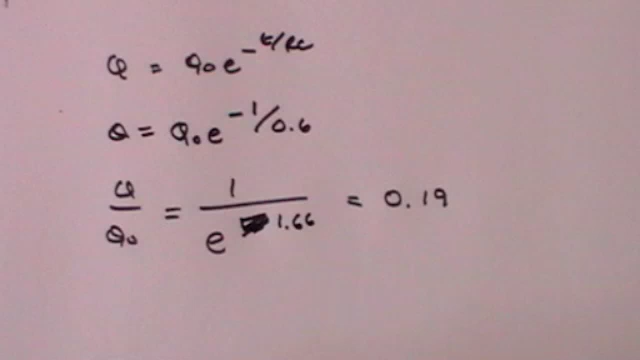 Q = Q₀e^{-t/RC}
Q = Q₀e^{-1/0.6}
Q/Q₀ = 1/e^{1.66} = 0.19